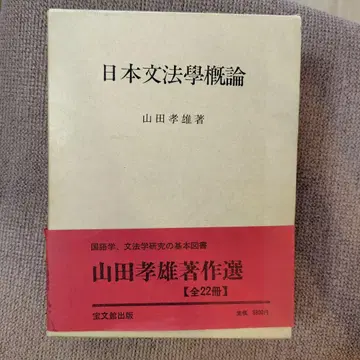 日本文法學概論
山田孝雄著
国語学、文法学研究の基本図書
山田孝雄著作選
【全22冊】
宝文館出版